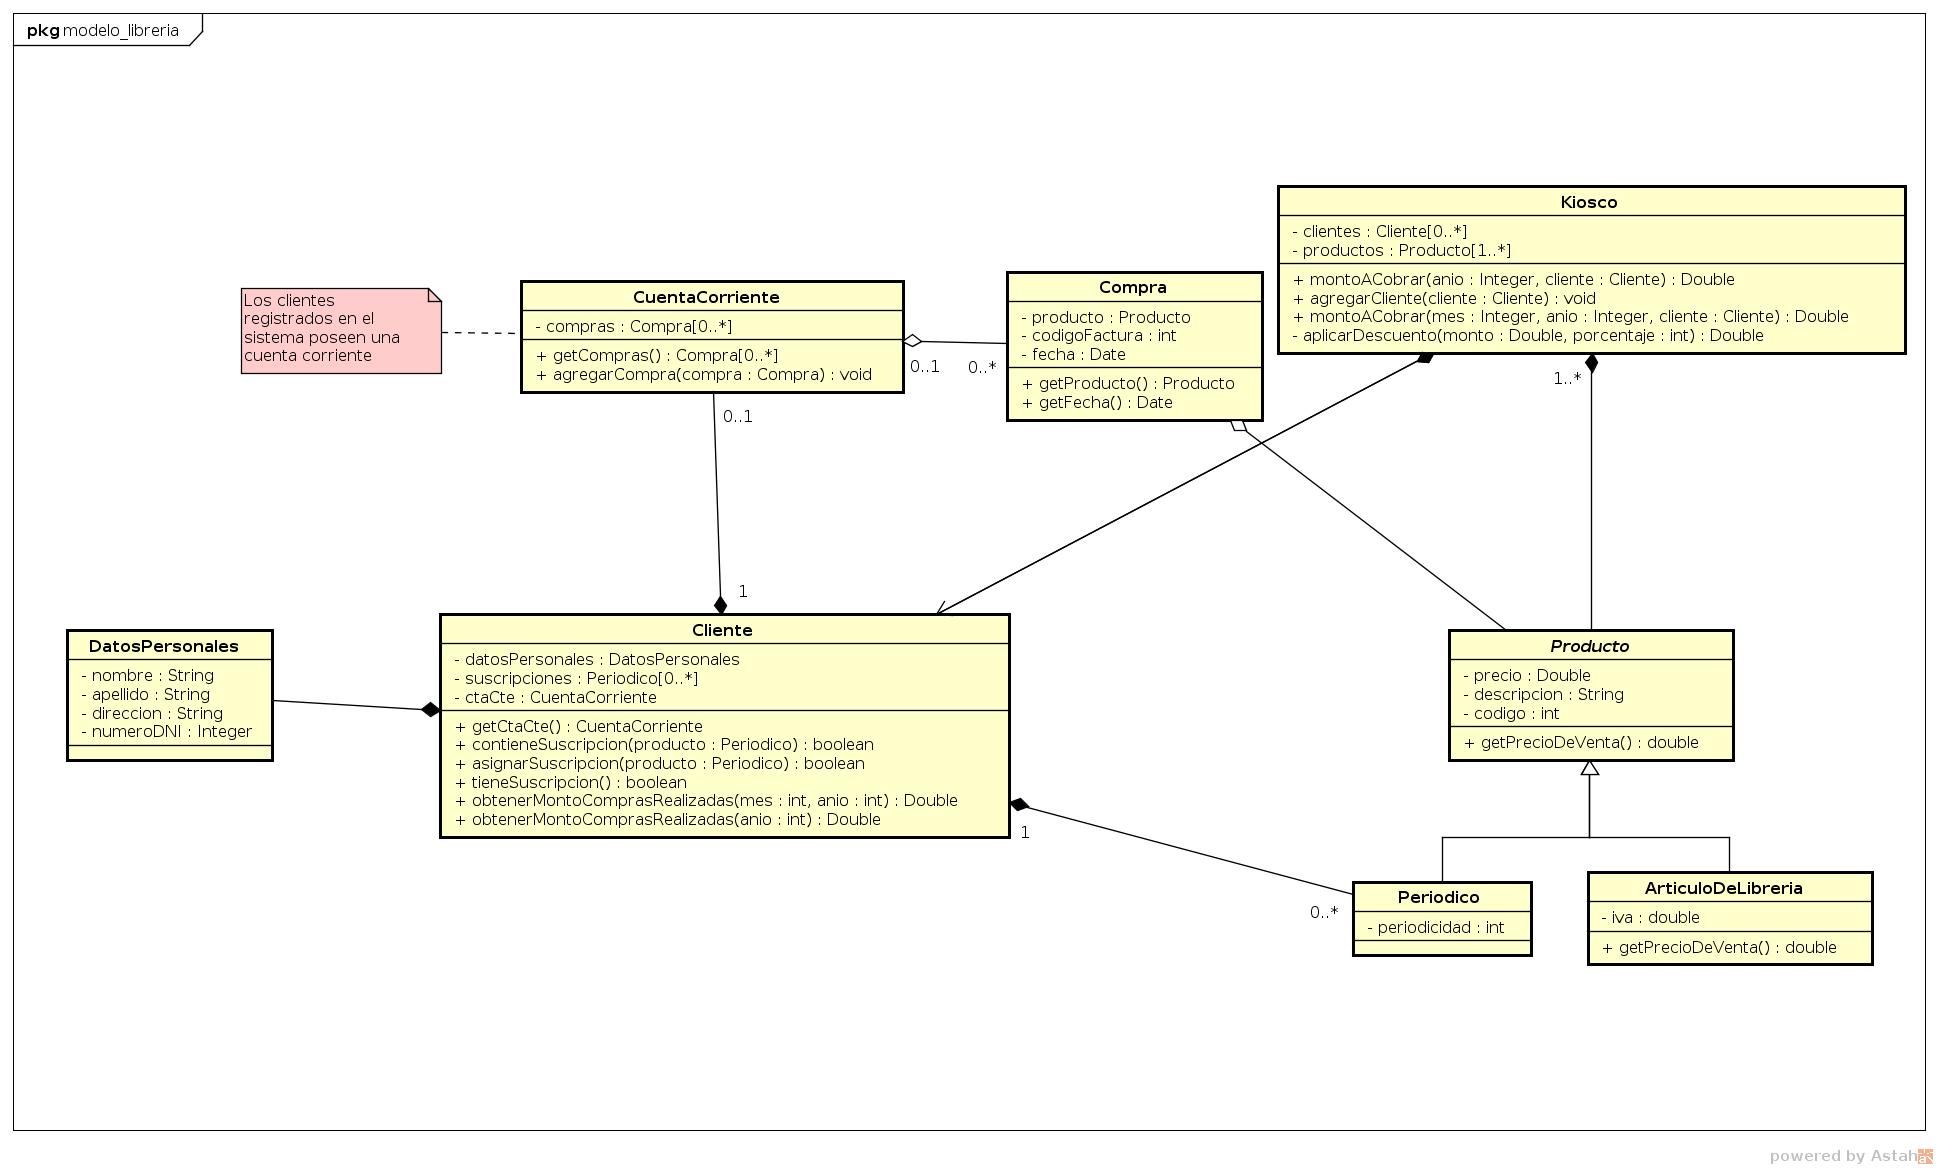 pkg modelo_libreria
Kiosco
- clientes : Cliente[0..*]
- productos : Producto[1..*]
+ montoACobrar(anio : Integer, cliente : Cliente) : Double
+ agregarCliente(cliente : Cliente) : void
+ montoACobrar(mes : Integer, anio : Integer, cliente : Cliente) : Double
- aplicarDescuento(monto : Double, porcentaje : int) : Double
Los clientes
registrados en el
sistema poseen una
cuenta corriente
CuentaCorriente
- compras : Compra[0..*]
+ getCompras() : Compra[0..*]
+ agregarCompra(compra : Compra) : void
0..1
0..*
Compra
- producto : Producto
- codigoFactura : int
- fecha : Date
+ getProducto() : Producto
+ getFecha() : Date
1..*
0..1
1
DatosPersonales
- nombre : String
- apellido : String
- direccion : String
- numeroDNI : Integer
Cliente
- datosPersonales : DatosPersonales
- suscripciones : Periodico[0..*]
- ctaCte : CuentaCorriente
+ getCtaCte() : CuentaCorriente
+ contieneSuscripcion(producto : Periodico) : boolean
+ asignarSuscripcion(producto : Periodico) : boolean
+ tieneSuscripcion() : boolean
+ obtenerMontoComprasRealizadas(mes : int, anio : int) : Double
+ obtenerMontoComprasRealizadas(anio : int) : Double
1
0..*
Producto
- precio : Double
- descripcion : String
- codigo : int
+ getPrecioDeVenta() : double
Periodico
- periodicidad : int
ArticuloDeLibreria
- iva : double
+ getPrecioDeVenta() : double
powered by Astah